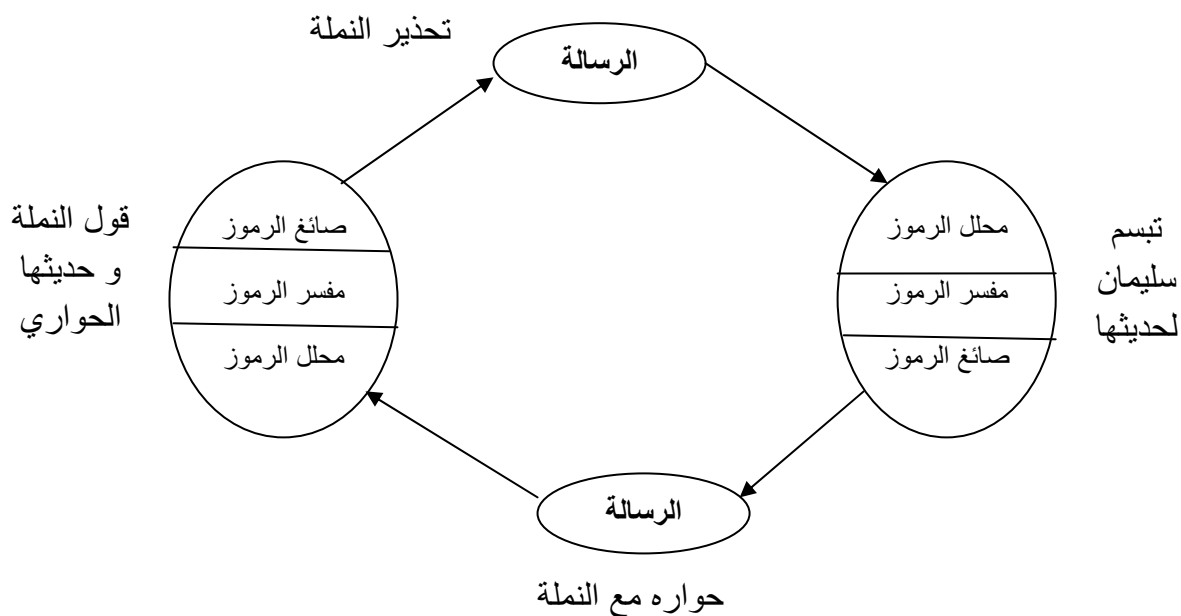 تحذير النملة
الرسالة
صائغ الرموز
مفسر الرموز
محلل الرموز
قول النملة
و حديثها
الحواري
محلل الرموز
مفسر الرموز
صائغ الرموز
تبسم
سليمان
لحديثها
الرسالة
حواره مع النملة